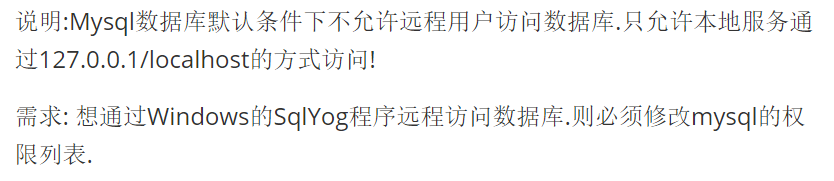 说明:Mysql数据库默认条件下不允许远程用户访问数据库.只允许本地服务通
过127.0.0.1/localhost的方式访问!
需求: 想通过Windows的SqlYog程序远程访问数据库.则必须修改mysql的权
限列表.